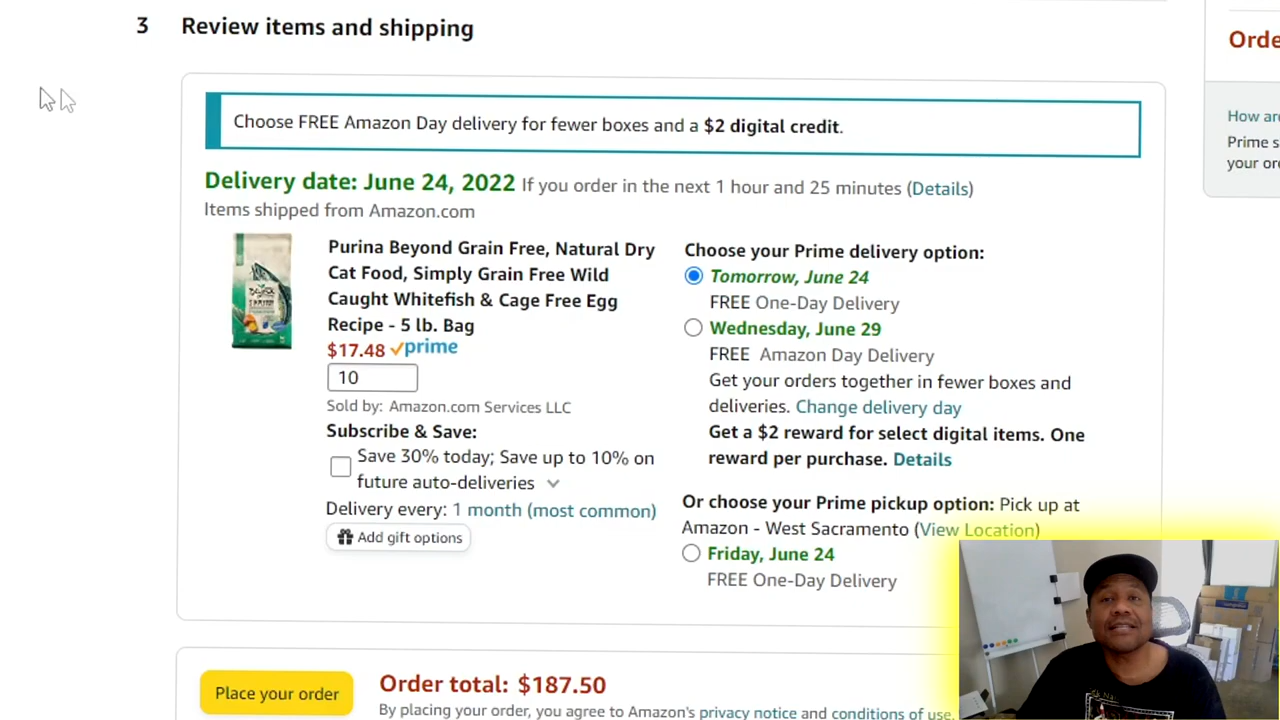 3 Review items and shipping
Orde
Choose FREE Amazon Day delivery for fewer boxes and a $2 digital credit.
How are
Prime s
your or
Delivery date: June 24, 2022 If you order in the next 1 hour and 25 minutes (Details)
Items shipped from Amazon.com
Purina Beyond Grain Free, Natural Dry
Cat Food, Simply Grain Free Wild
Caught Whitefish & Cage Free Egg
Recipe - 5 lb. Bag
$17.48 prime
10
Sold by: Amazon.com Services LLC
Subscribe & Save:
Save 30% today; Save up to 10% on
future auto-deliveries
Delivery every: 1 month (most common)
Add gift options
Choose your Prime delivery option:
Tomorrow, June 24
FREE One-Day Delivery
Wednesday, June 29
FREE Amazon Day Delivery
Get your orders together in fewer boxes and
deliveries. Change delivery day
Get a $2 reward for select digital items. One
reward per purchase. Details
Or choose your Prime pickup option: Pick up at
Amazon - West Sacramento (View Location)
Friday, June 24
FREE One-Day Delivery
Place your order
Order total: $187.50
By placing your order, you agree to Amazon's privacy notice and conditions of use.